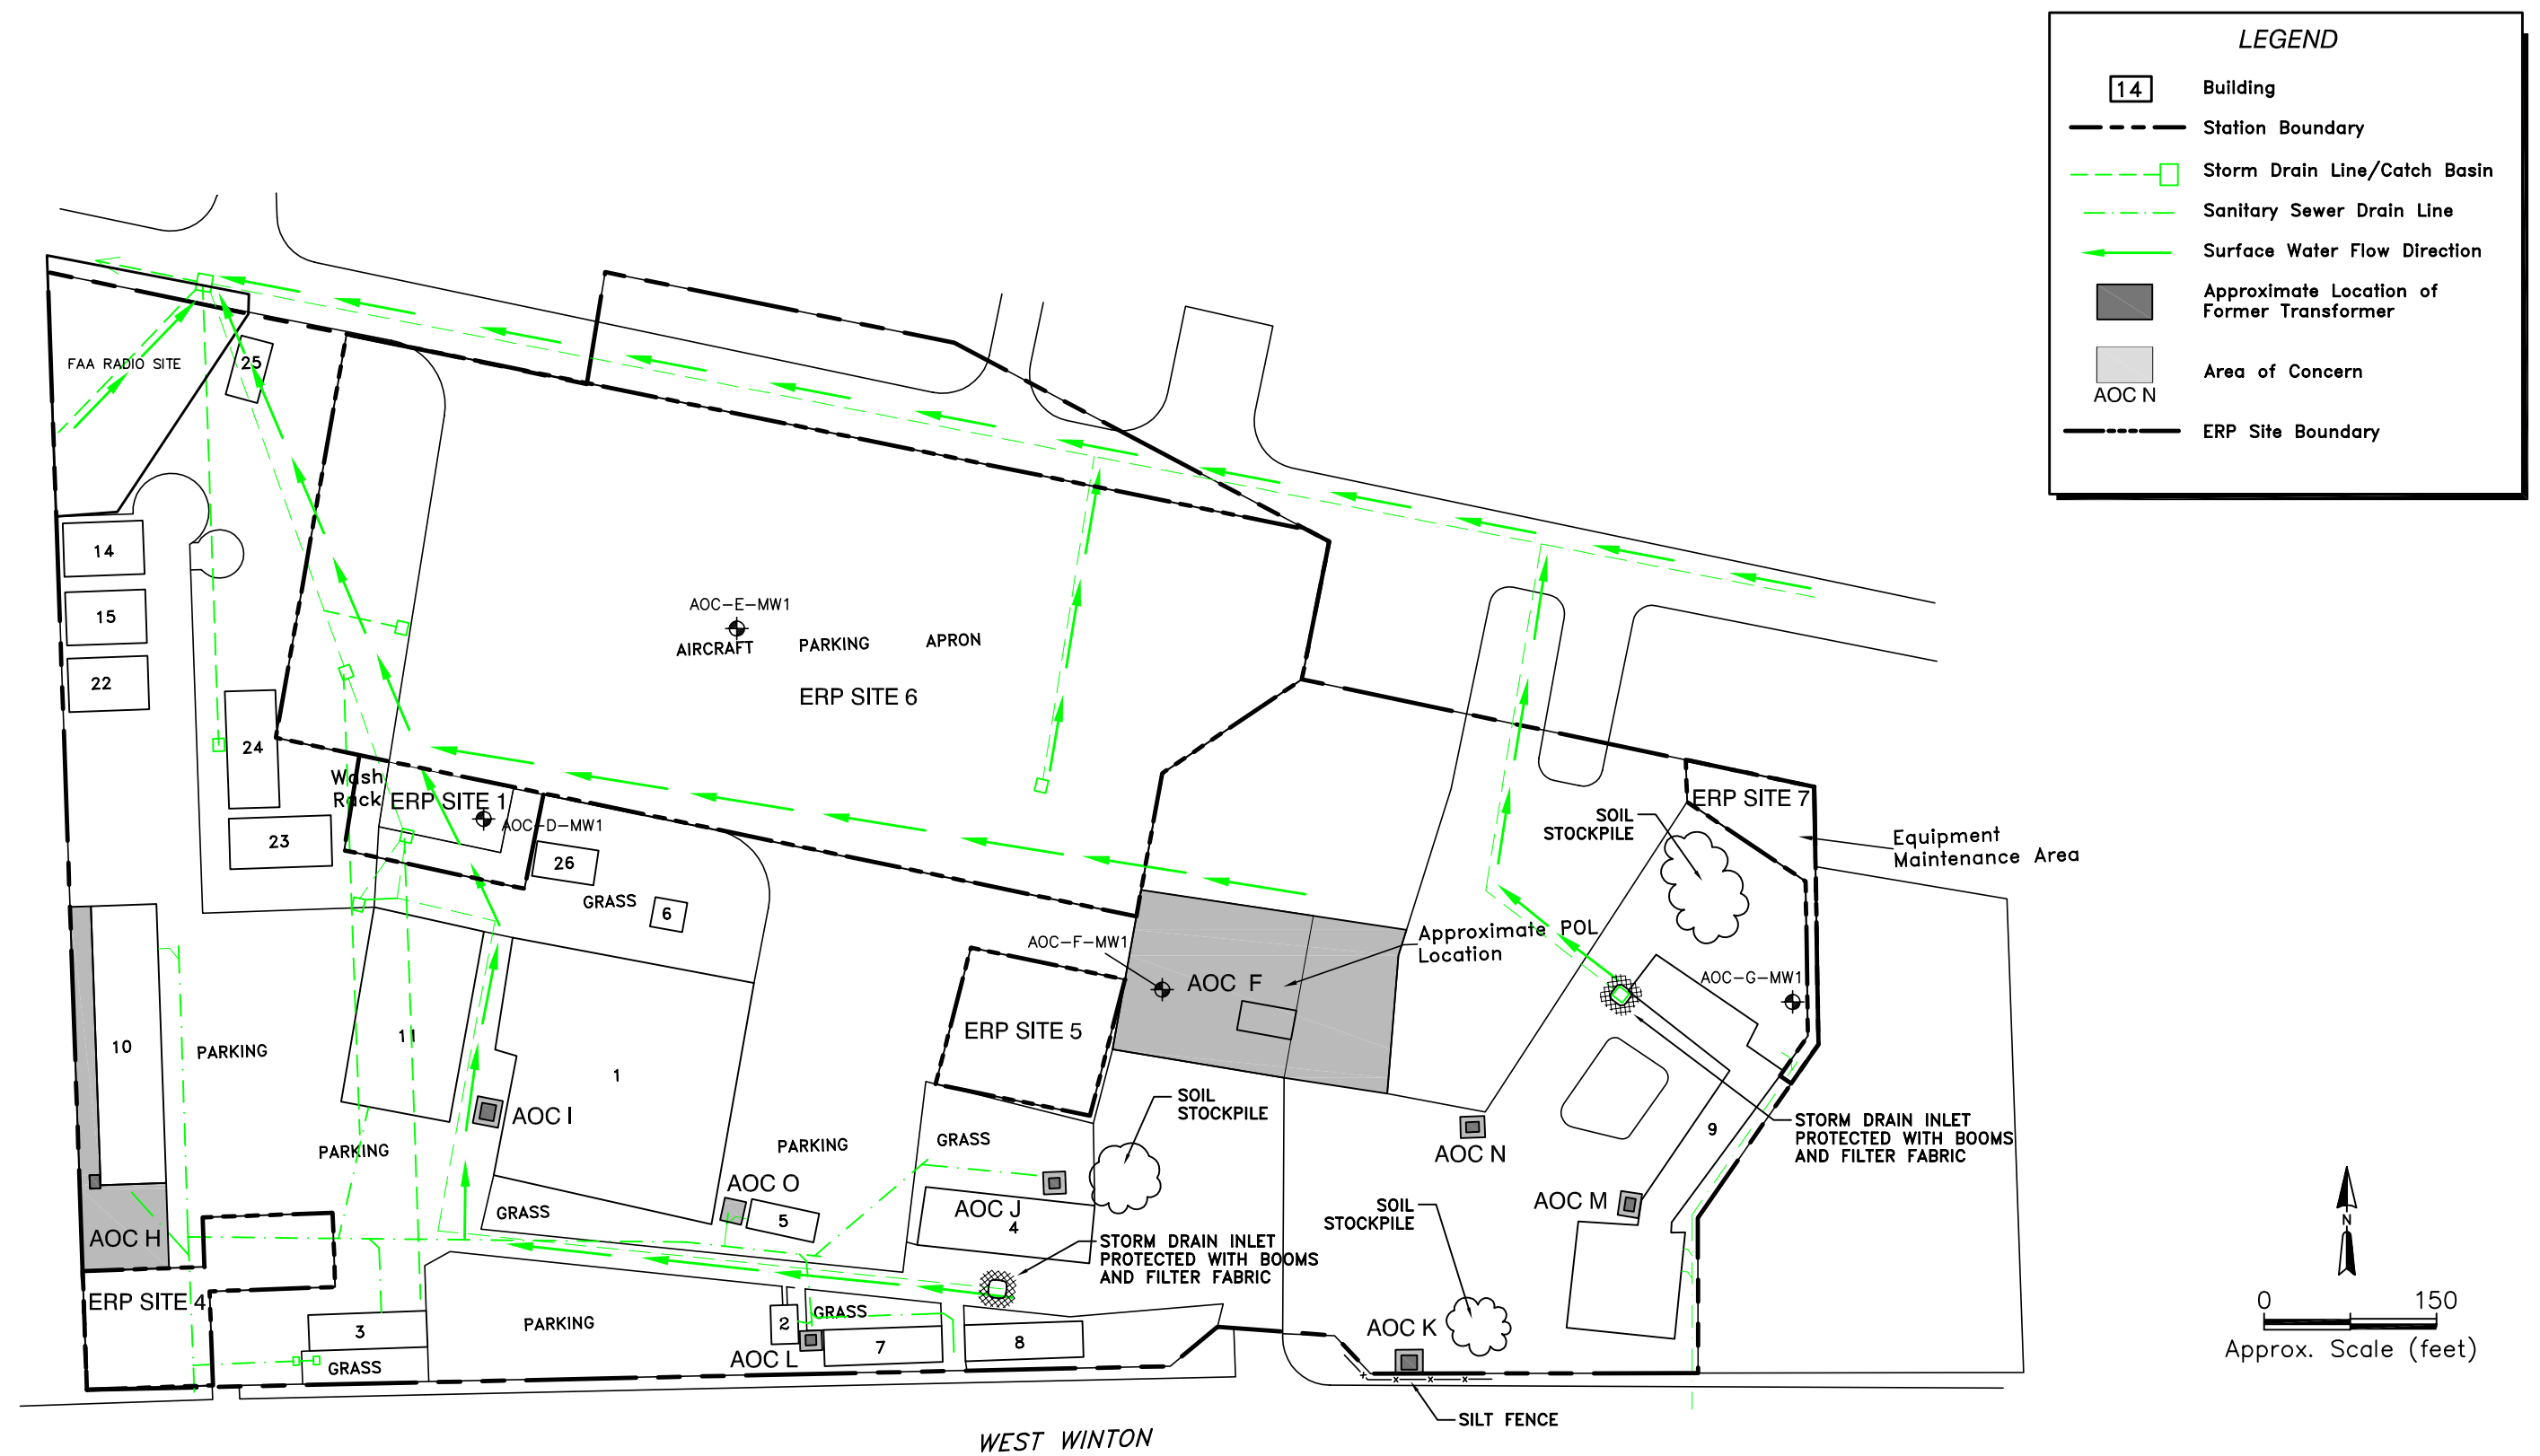 LEGEND
14
Building
Station Boundary
Storm Drain Line/Catch Basin
Sanitary Sewer Drain Line
Surface Water Flow Direction
Approximate Location of
Former Transformer
Area of Concern
AOC N
ERP Site Boundary
FAA RADIO SITE
25
14
15
22
24
23
AOC-E-MW1
AIRCRAFT PARKING APRON
ERP SITE 6
Wash
Rack
ERP SITE 1
AOC-D-MW1
26
GRASS
6
SOIL
STOCKPILE
ERP SITE 7
Equipment
Maintenance Area
AOC-F-MW1
AOC F
Approximate POL
Location
AOC-G-MW1
10
PARKING
11
1
ERP SITE 5
AOC I
PARKING
PARKING
GRASS
SOIL
STOCKPILE
AOC N
9
STORM DRAIN INLET
PROTECTED WITH BOOMS
AND FILTER FABRIC
AOC O
5
GRASS
AOC J
4
AOC M
SOIL
STOCKPILE
AOC H
STORM DRAIN INLET
PROTECTED WITH BOOMS
AND FILTER FABRIC
ERP SITE 4
3
GRASS
PARKING
2
GRASS
AOC L
7
8
AOC K
SILT FENCE
WEST WINTON
N
0 150
Approx. Scale (feet)